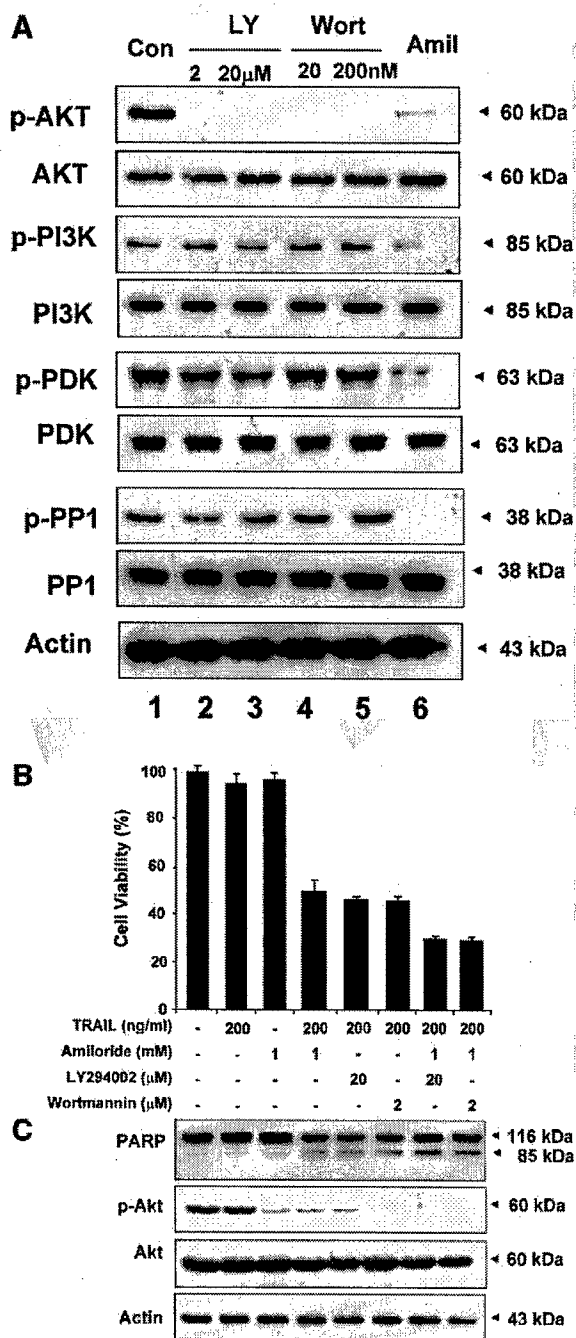 A
Con LY Wort Amil
2 20µM 20 200nM
p-AKT 60 kDa
AKT 60 kDa
p-PI3K 85 kDa
PI3K 85 kDa
p-PDK 63 kDa
PDK 63 kDa
p-PP1 38 kDa
PP1 38 kDa
Actin 43 kDa
1 2 3 4 5 6
B
Cell Viability (%)
100
80
60
40
20
0
TRAIL (ng/ml) - 200 - 200 200 200 200 200
Amiloride (mM) - - 1 1 - - 1 1
LY294002 (µM) - - - - 20 - 20 -
Wortmannin (µM) - - - - - 2 - 2
C
PARP 116 kDa
85 kDa
p-Akt 60 kDa
Akt 60 kDa
Actin 43 kDa